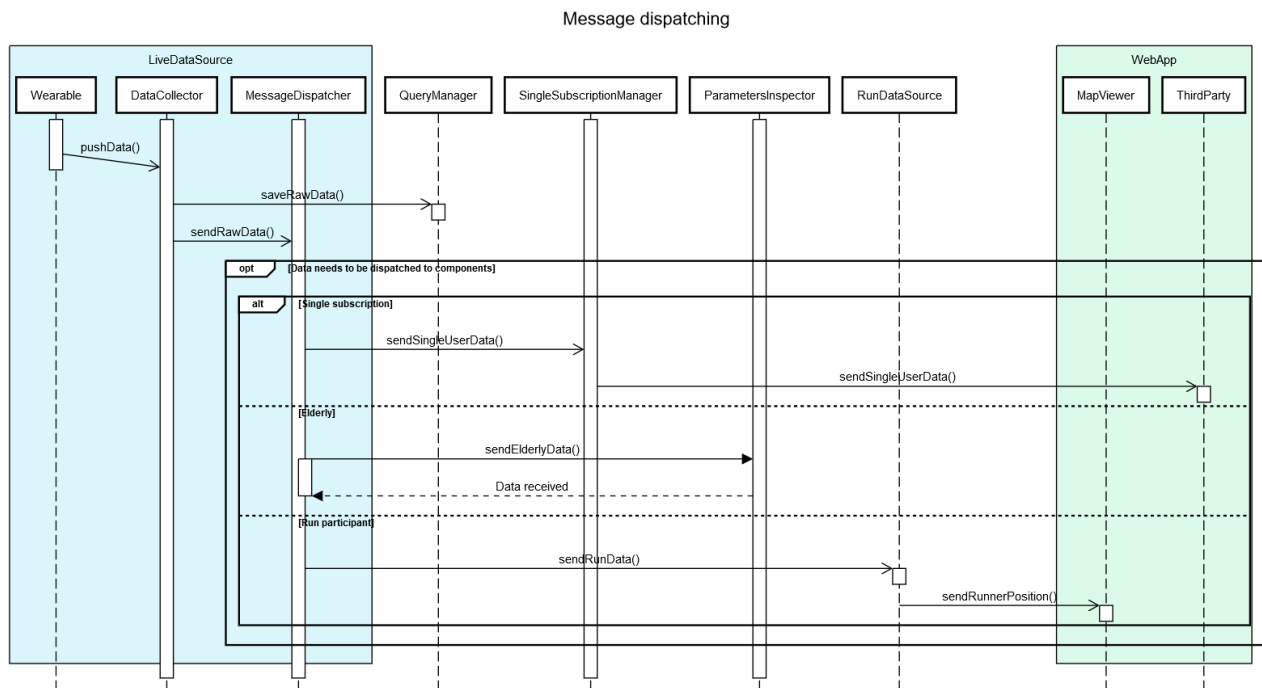 Message dispatching
LiveDataSource
WebApp
Wearable
DataCollector
MessageDispatcher
QueryManager
SingleSubscriptionManager
ParametersInspector
RunDataSource
MapViewer
ThirdParty
pushData()
saveRawData()
sendRawData()
opt
[Data needs to be dispatched to components]
alt
[Single subscription]
sendSingleUserData()
sendSingleUserData()
[Elderly]
sendElderlyData()
Data received
[Run participant]
sendRunData()
sendRunnerPosition()